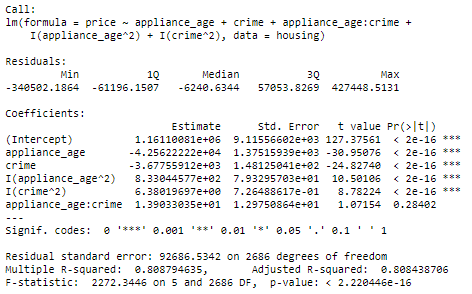 Call:
lm(formula = price ~ appliance_age + crime + appliance_age:crime +
I(appliance_age^2) + I(crime^2), data = housing)
Residuals:
Min 1Q Median 3Q Max
-340502.1864 -61196.1507 -6240.6344 57053.8269 427448.5131
Coefficients:
Estimate Std. Error t value Pr(>|t|)
(Intercept) 1.16110081e+06 9.11556602e+03 127.37561 < 2e-16 ***
appliance_age -4.25622224e+04 1.37515939e+03 -30.95076 < 2e-16 ***
crime -3.67755912e+03 1.48125041e+02 -24.82740 < 2e-16 ***
I(appliance_age^2) 8.33044577e+02 7.93295703e+01 10.50106 < 2e-16 ***
I(crime^2) 6.38019697e+00 7.26488617e-01 8.78224 < 2e-16 ***
appliance_age:crime 1.39033035e+01 1.29750864e+01 1.07154 0.28402
---
Signif. codes: 0 '***' 0.001 '**' 0.01 '*' 0.05 '.' 0.1 ' ' 1
Residual standard error: 92686.5342 on 2686 degrees of freedom
Multiple R-squared: 0.808794635, Adjusted R-squared: 0.808438706
F-statistic: 2272.3446 on 5 and 2686 DF, p-value: < 2.220446e-16